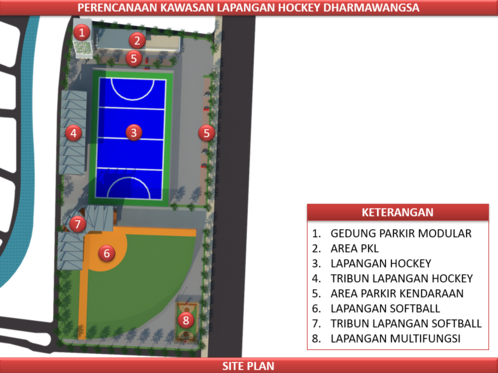 PERENCANAAN KAWASAN LAPANGAN HOCKEY DHARMAWANGSA
1
2
5
4
3
5
7
6
8
KETERANGAN
1. GEDUNG PARKIR MODULAR
2. AREA PKL
3. LAPANGAN HOCKEY
4. TRIBUN LAPANGAN HOCKEY
5. AREA PARKIR KENDARAAN
6. LAPANGAN SOFTBALL
7. TRIBUN LAPANGAN SOFTBALL
8. LAPANGAN MULTIFUNGSI
SITE PLAN